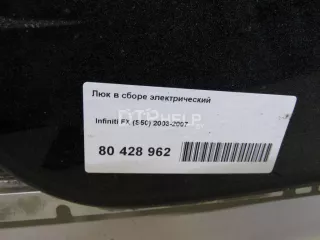 Люк в сборе электрический
Infiniti FX (S50) 2003-2007
80 428 962